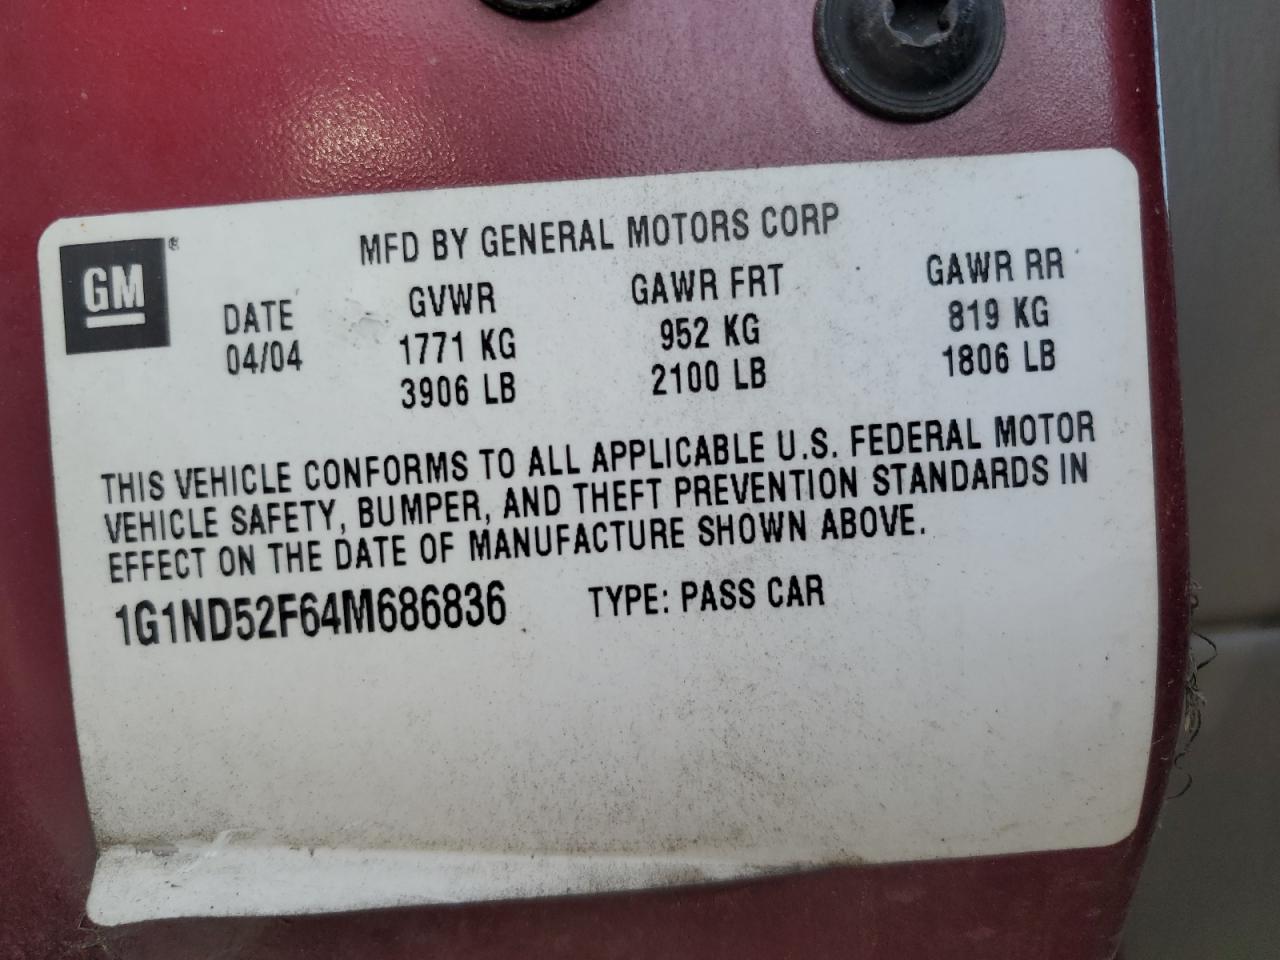 GM ®
MFD BY GENERAL MOTORS CORP
DATE GVWR GAWR FRT GAWR RR
04/04 1771 KG 952 KG 819 KG
3906 LB 2100 LB 1806 LB
THIS VEHICLE CONFORMS TO ALL APPLICABLE U.S. FEDERAL MOTOR
VEHICLE SAFETY, BUMPER, AND THEFT PREVENTION STANDARDS IN
EFFECT ON THE DATE OF MANUFACTURE SHOWN ABOVE.
1G1ND52F64M686836 TYPE: PASS CAR